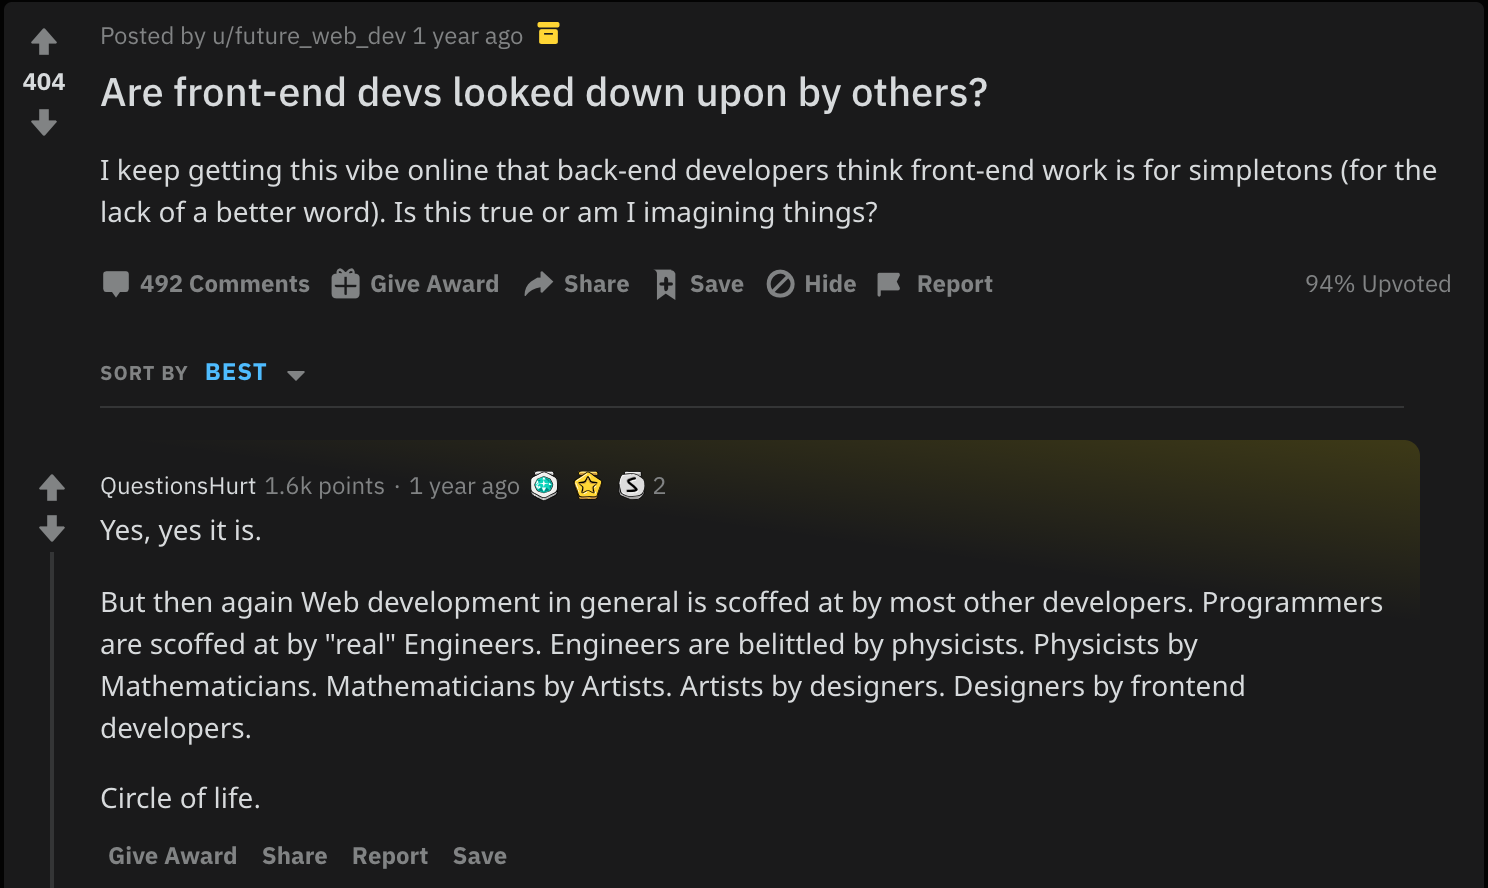 Posted by u/future_web_dev 1 year ago
404
Are front-end devs looked down upon by others?
I keep getting this vibe online that back-end developers think front-end work is for simpletons (for the
lack of a better word). Is this true or am I imagining things?
492 Comments Give Award Share Save Hide Report 94% Upvoted
SORT BY BEST
QuestionsHurt 1.6k points · 1 year ago S 2
Yes, yes it is.
But then again Web development in general is scoffed at by most other developers. Programmers
are scoffed at by "real" Engineers. Engineers are belittled by physicists. Physicists by
Mathematicians. Mathematicians by Artists. Artists by designers. Designers by frontend
developers.
Circle of life.
Give Award Share Report Save